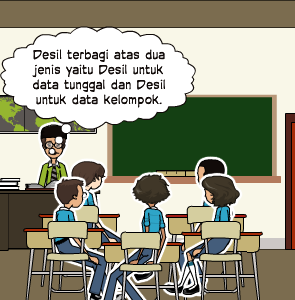 Desil terbagi atas dua
jenis yaitu Desil untuk
data tunggal dan Desil
untuk data kelompok.